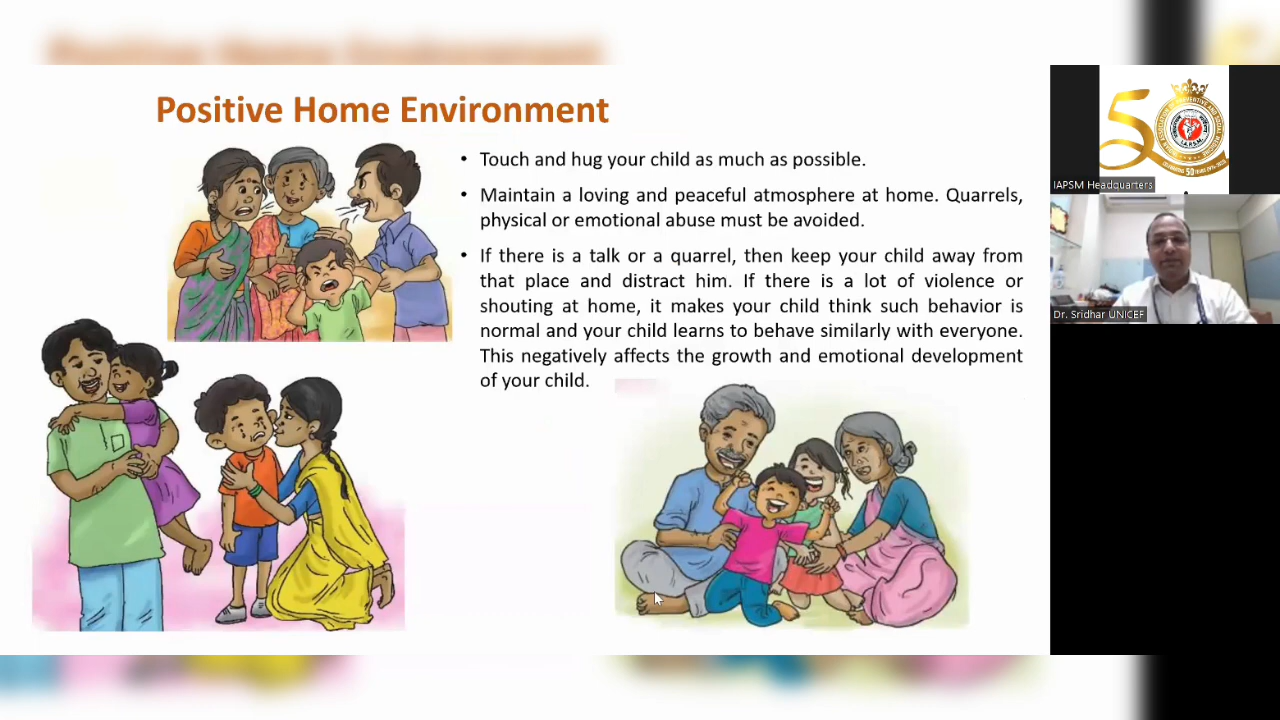 Positive Home Environment
• Touch and hug your child as much as possible.
• Maintain a loving and peaceful atmosphere at home. Quarrels,
physical or emotional abuse must be avoided.
• If there is a talk or a quarrel, then keep your child away from
that place and distract him. If there is a lot of violence or
shouting at home, it makes your child think such behavior is
normal and your child learns to behave similarly with everyone.
This negatively affects the growth and emotional development
of your child.
50
IAPSM Headquarters
Dr. Sridhar UNICEF